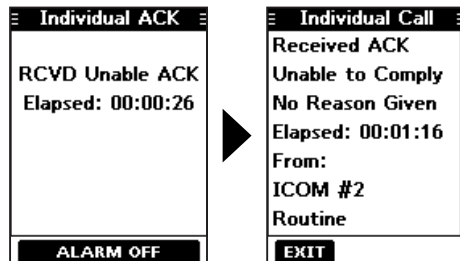 Individual ACK
RCVD Unable ACK
Elapsed: 00:00:26
ALARM OFF
Individual Call
Received ACK
Unable to Comply
No Reason Given
Elapsed: 00:01:16
From:
ICOM #2
Routine
EXIT